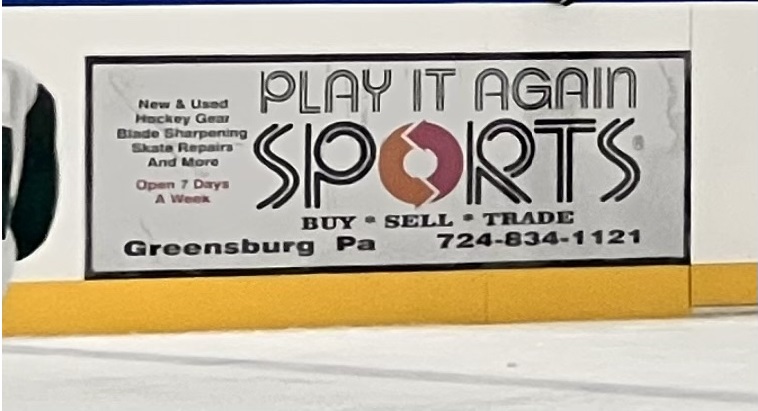 New & Used
Hockey Gear
Blade Sharpening
Skate Repairs
And More
Open 7 Days
A Week
PLAY IT AGAIN
SPORTS®
BUY * SELL * TRADE
Greensburg Pa 724-834-1121